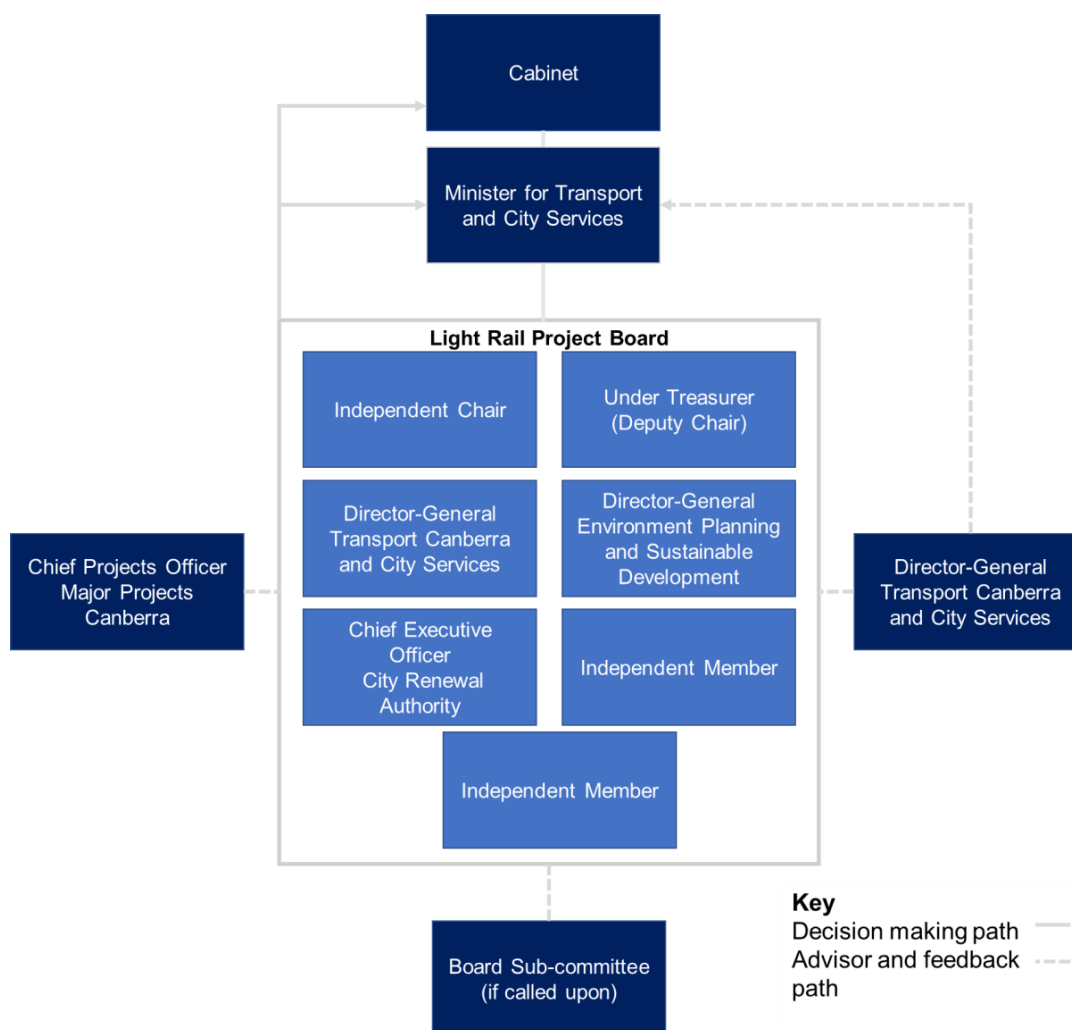 Cabinet
Minister for Transport
and City Services
Light Rail Project Board
Independent Chair
Under Treasurer
(Deputy Chair)
Director-General
Transport Canberra
and City Services
Director-General
Environment Planning
and Sustainable
Development
Chief Projects Officer
Major Projects
Canberra
Director-General
Transport Canberra
and City Services
Chief Executive
Officer
City Renewal
Authority
Independent Member
Independent Member
Board Sub-committee
(if called upon)
Key
Decision making path
Advisor and feedback
path